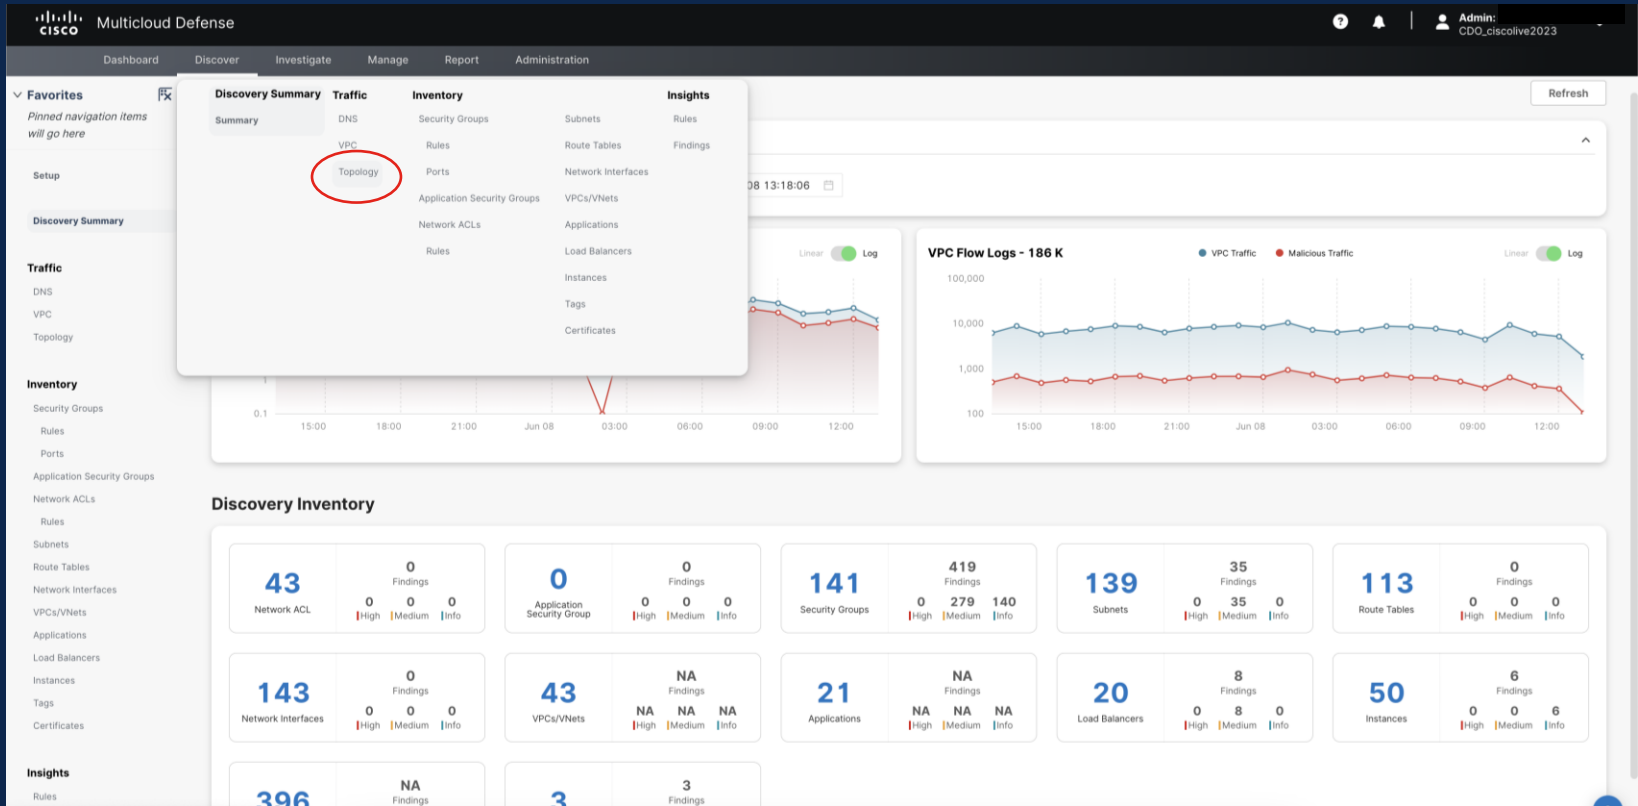 CISCO
Multicloud Defense
?
Admin:
CDO_ciscolive2023
Dashboard
Discover
Investigate
Manage
Report
Administration
Favorites
Pinned navigation items
will go here
Setup
Discovery Summary
Traffic
DNS
VPC
Topology
Inventory
Security Groups
Rules
Ports
Application Security Groups
Network ACLs
Rules
Subnets
Route Tables
Network Interfaces
VPCs/VNets
Applications
Load Balancers
Instances
Tags
Certificates
Insights
Rules
Discovery Summary
Summary
Traffic
DNS
VPC
Topology
Inventory
Security Groups
Rules
Ports
Application Security Groups
Network ACLs
Rules
Subnets
Route Tables
Network Interfaces
VPCs/VNets
Applications
Load Balancers
Instances
Tags
Certificates
Insights
Rules
Findings
Refresh
08 13:18:06
Linear
Log
1
0.1
15:00
18:00
21:00
Jun 08
03:00
06:00
09:00
12:00
VPC Flow Logs - 186 K
VPC Traffic
Malicious Traffic
Linear
Log
100,000
10,000
1,000
100
15:00
18:00
21:00
Jun 08
03:00
06:00
09:00
12:00
Discovery Inventory
43
Network ACL
0
Findings
0 0 0
High Medium Info
0
Application
Security Group
0
Findings
0 0 0
High Medium Info
141
Security Groups
419
Findings
0 279 140
High Medium Info
139
Subnets
35
Findings
0 35 0
High Medium Info
113
Route Tables
0
Findings
0 0 0
High Medium Info
143
Network Interfaces
0
Findings
0 0 0
High Medium Info
43
VPCs/VNets
NA
Findings
NA NA NA
High Medium Info
21
Applications
NA
Findings
NA NA NA
High Medium Info
20
Load Balancers
8
Findings
0 8 0
High Medium Info
50
Instances
6
Findings
0 0 6
High Medium Info
396
NA
Findings
3
3
Findings